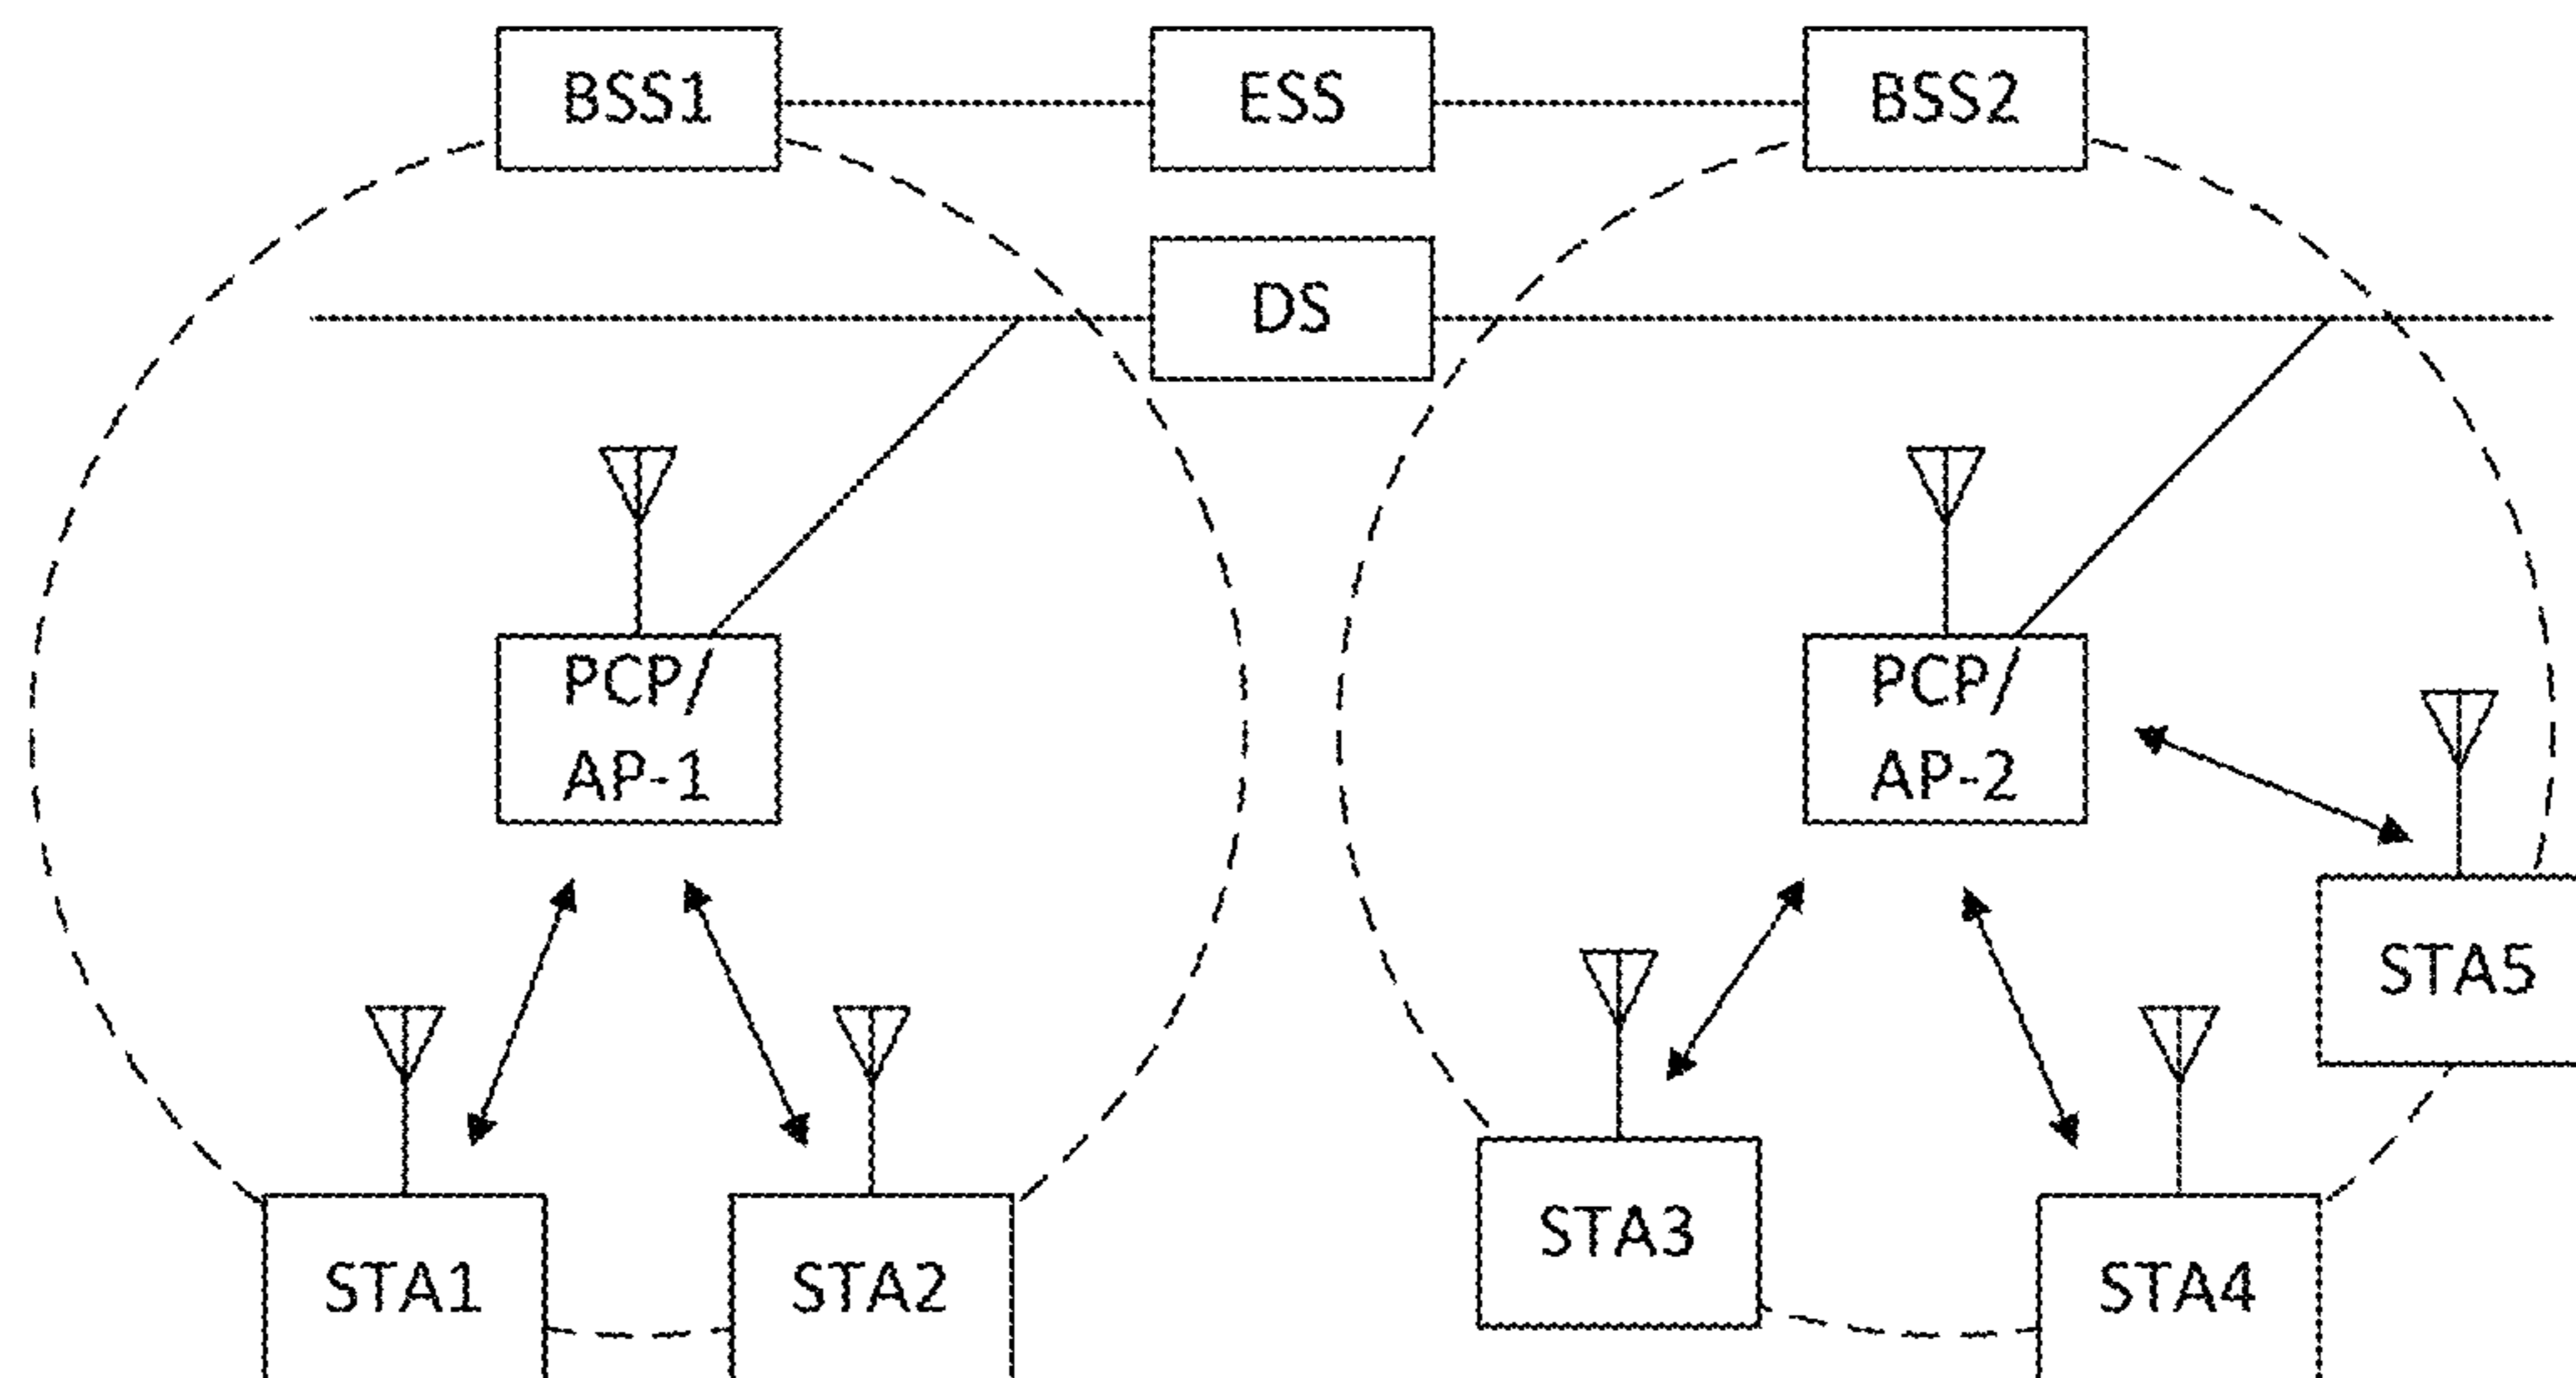 BSS1
ESS
BSS2
DS
PCP/
AP-1
PCP/
AP-2
STA5
STA3
STA1
STA2
STA4